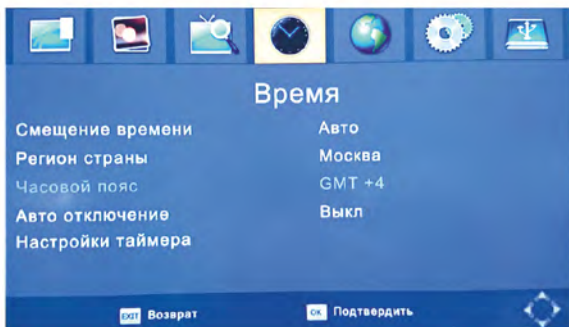 Время
Смещение времени Авто
Регион страны Москва
Часовой пояс GMT +4
Авто отключение Выкл
Настройки таймера
EXIT Возврат OK Подтвердить